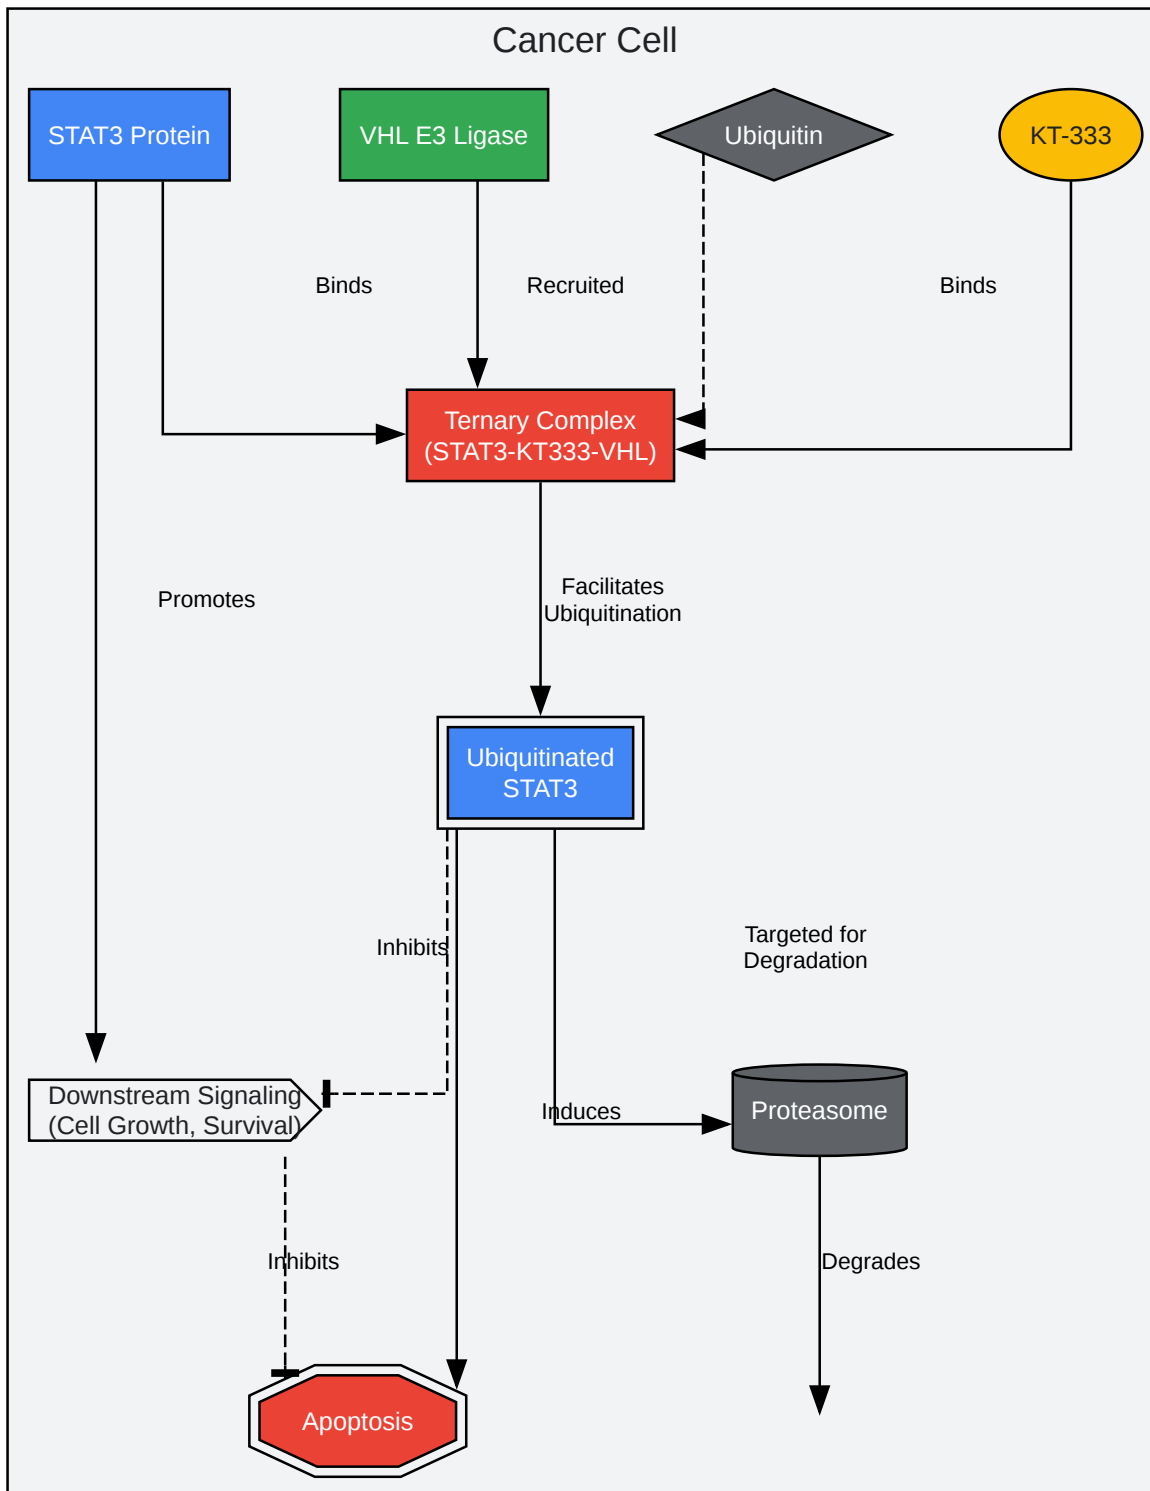 Cancer Cell
STAT3 Protein
VHL E3 Ligase
Ubiquitin
KT-333
Binds
Recruited
Binds
Ternary Complex
(STAT3-KT333-VHL)
Promotes
Facilitates
Ubiquitination
Ubiquitinated
STAT3
Inhibits
Targeted for
Degradation
Downstream Signaling
(Cell Growth, Survival)
Induces
Proteasome
Inhibits
Degrades
Apoptosis